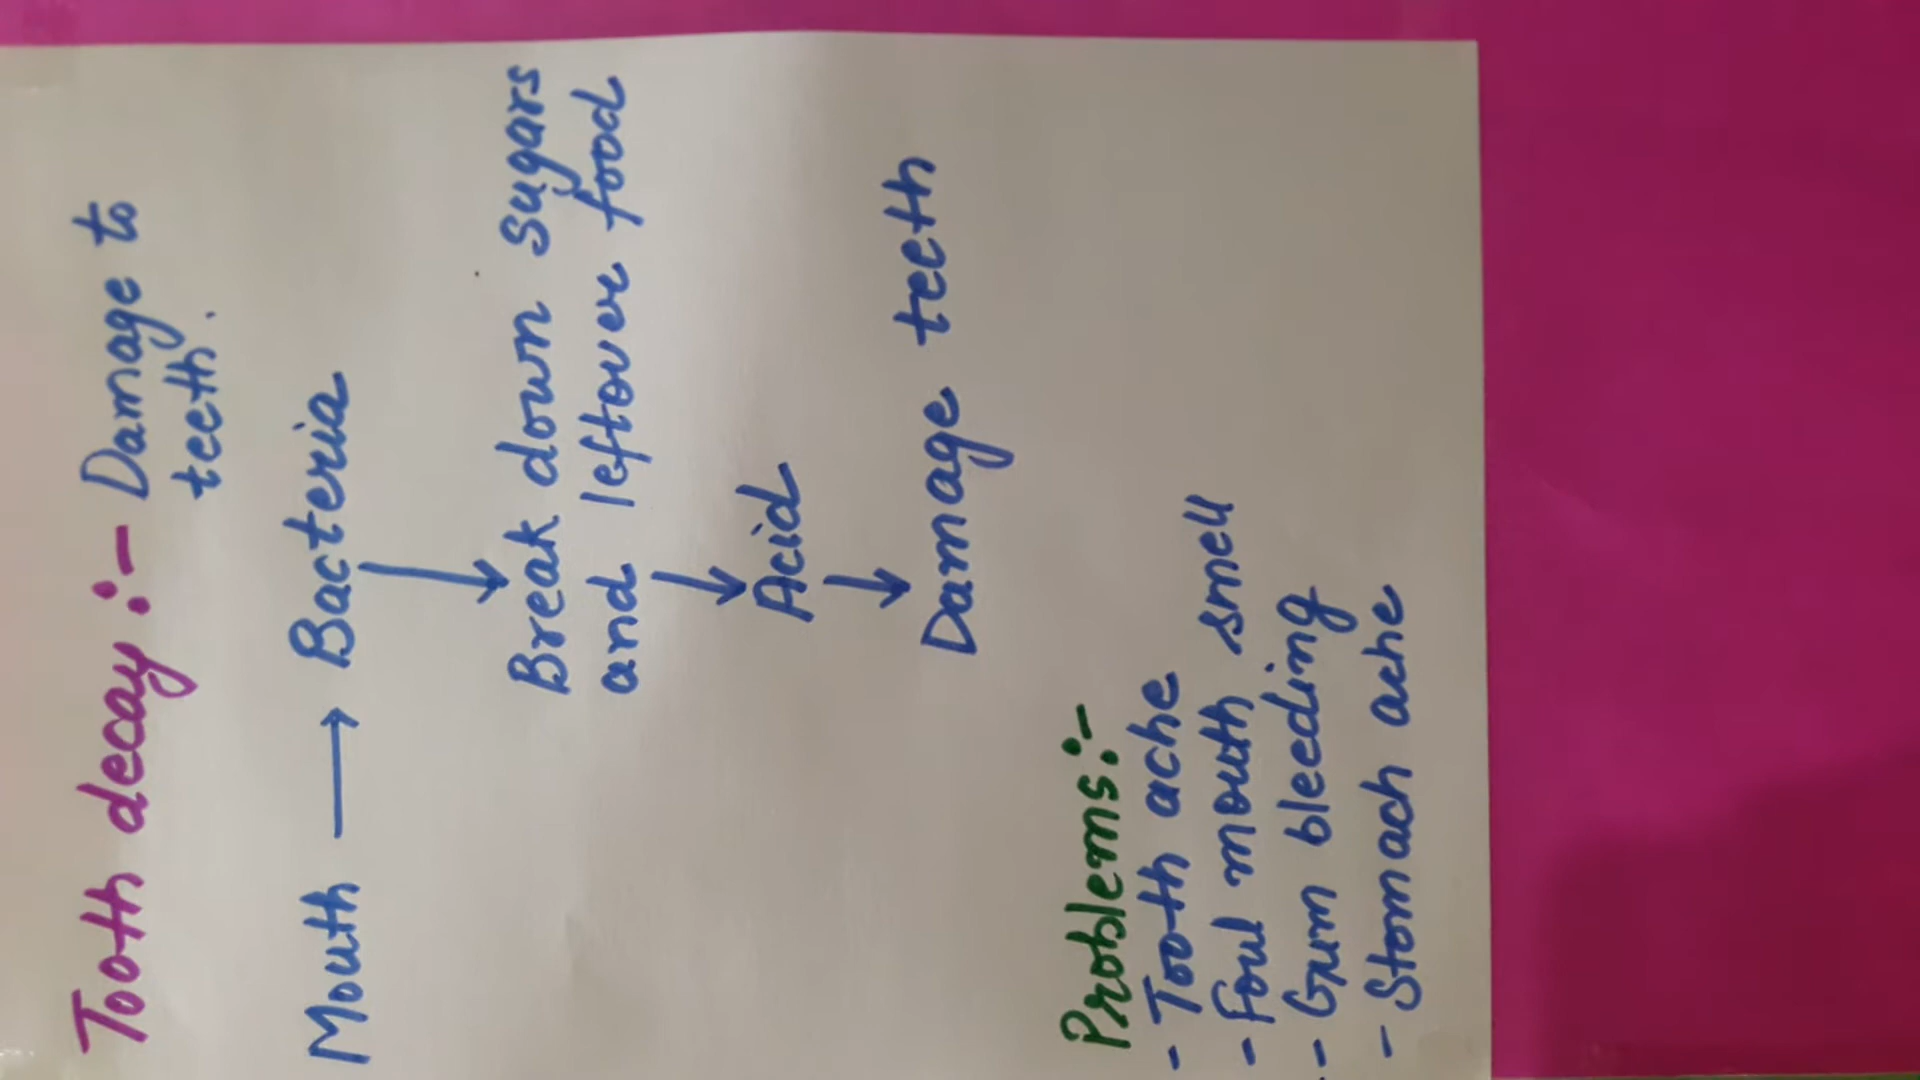 Tooth decay :- Damage to
teeth.
Mouth → Bacteria
↓
Break down sugars
and leftover food
↓
Acid
↓
Damage teeth
Problems:-
- Tooth ache
- Foul mouth smell
- Gum bleeding
- Stomach ache